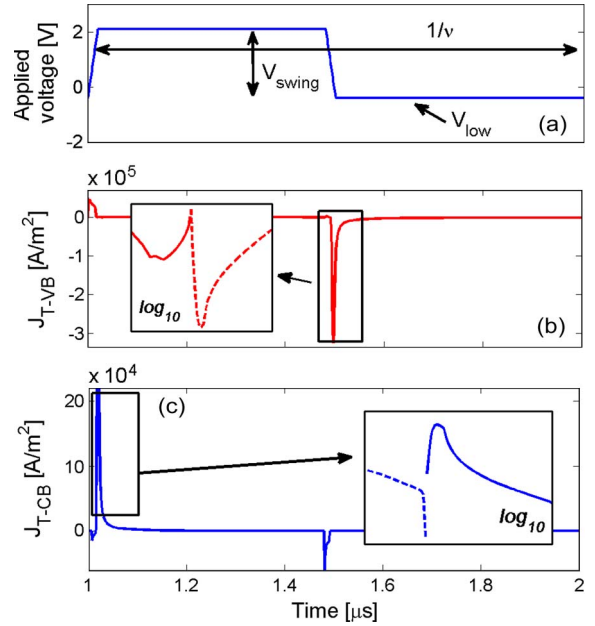 2
0
-2
Applied
voltage [V]
1/ν
V_swing
V_low
(a)
x 10^5
0
-1
-2
-3
J_T-VB [A/m^2]
log_10
(b)
x 10^4
20
10
0
J_T-CB [A/m^2]
(c)
log_10
1 1.2 1.4 1.6 1.8 2
Time [μs]